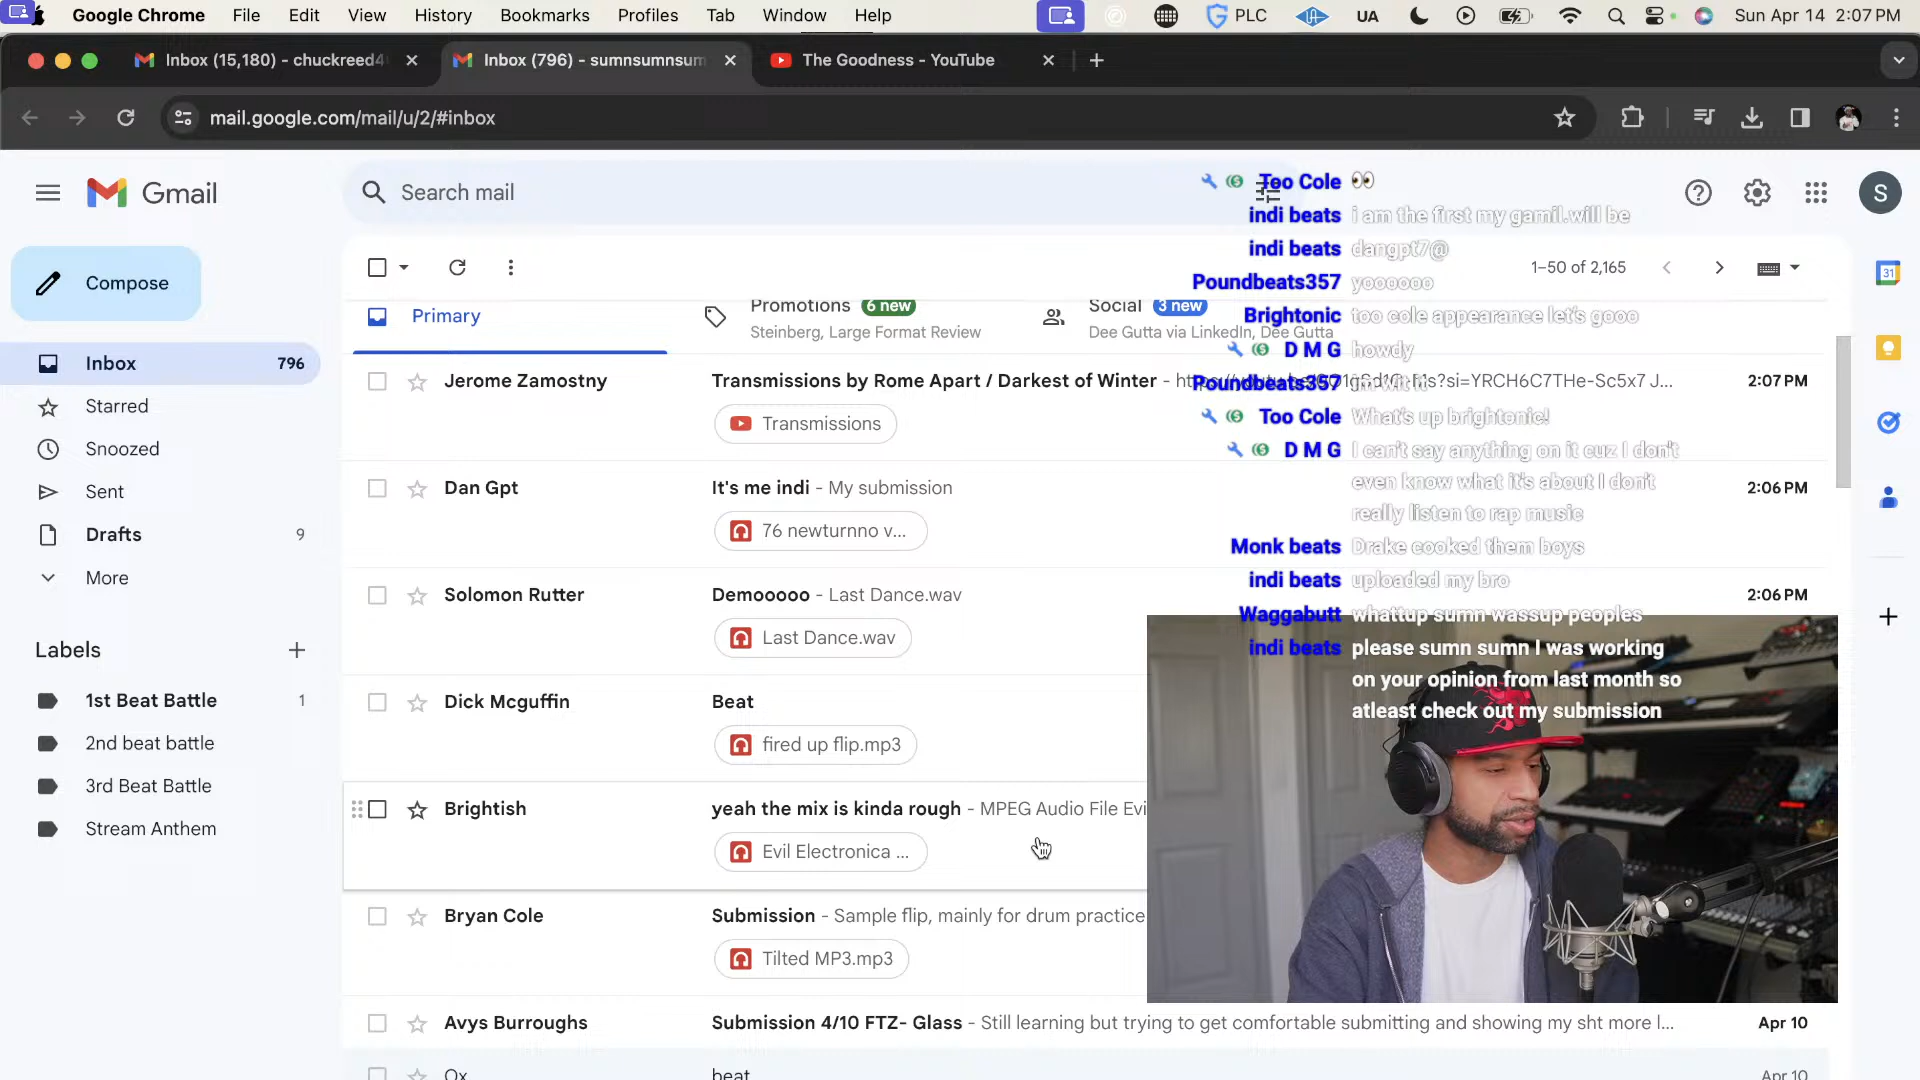 Google Chrome File Edit View History Bookmarks Profiles Tab Window Help PLC UA Sun Apr 14 2:07 PM
Inbox (15,180) - chuckreed4 Inbox (796) - sumnsumnsum The Goodness - YouTube
mail.google.com/mail/u/2/#inbox
Gmail
Search mail
S
Compose
1–50 of 2,165
Primary
Promotions 6 new
Steinberg, Large Format Review
Social 3 new
Dee Gutta via LinkedIn, Dee Gutta
Inbox 796
Starred
Snoozed
Sent
Drafts 9
More
Labels
1st Beat Battle 1
2nd beat battle
3rd Beat Battle
Stream Anthem
Jerome Zamostny Transmissions by Rome Apart / Darkest of Winter - 2:07 PM
Transmissions
Dan Gpt It's me indi - My submission 2:06 PM
76 newturnno v...
Solomon Rutter Demooooo - Last Dance.wav 2:06 PM
Last Dance.wav
Dick Mcguffin Beat
fired up flip.mp3
Brightish yeah the mix is kinda rough - MPEG Audio File Evi
Evil Electronica ...
Bryan Cole Submission - Sample flip, mainly for drum practice
Tilted MP3.mp3
Avys Burroughs Submission 4/10 FTZ- Glass - Still learning but trying to get comfortable submitting and showing my sht more l... Apr 10
Ox beat Apr 10
Too Cole 👀
indi beats i am the first my gamil.will be
indi beats dangpt7@
Poundbeats357 yoooooo
Brightonic too cole appearance let's gooo
D M G howdy
Poundbeats357
Too Cole What's up brightonic!
D M G I can't say anything on it cuz I don't
even know what it's about I don't
really listen to rap music
Monk beats Drake cooked them boys
indi beats uploaded my bro
Waggabutt whattup sumn wassup peoples
indi beats please sumn sumn I was working
on your opinion from last month so
atleast check out my submission